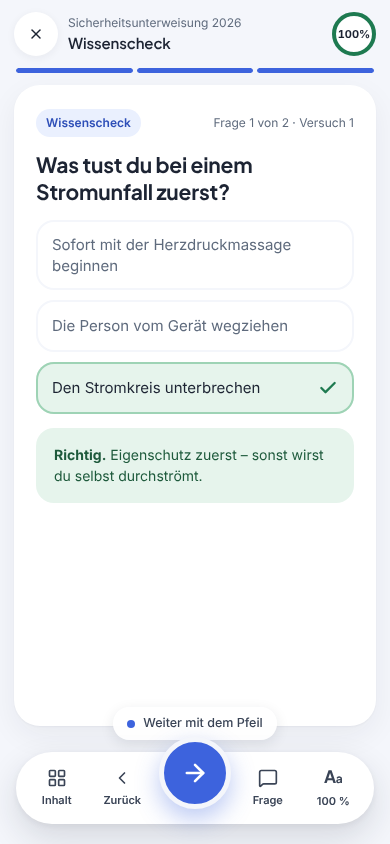 Sicherheitsunterweisung 2026
Wissenscheck
100%
Wissenscheck
Frage 1 von 2 · Versuch 1
Was tust du bei einem
Stromunfall zuerst?
Sofort mit der Herzdruckmassage
beginnen
Die Person vom Gerät wegziehen
Den Stromkreis unterbrechen
Richtig. Eigenschutz zuerst – sonst wirst
du selbst durchströmt.
Weiter mit dem Pfeil
Inhalt
Zurück
Frage
Aa
100 %